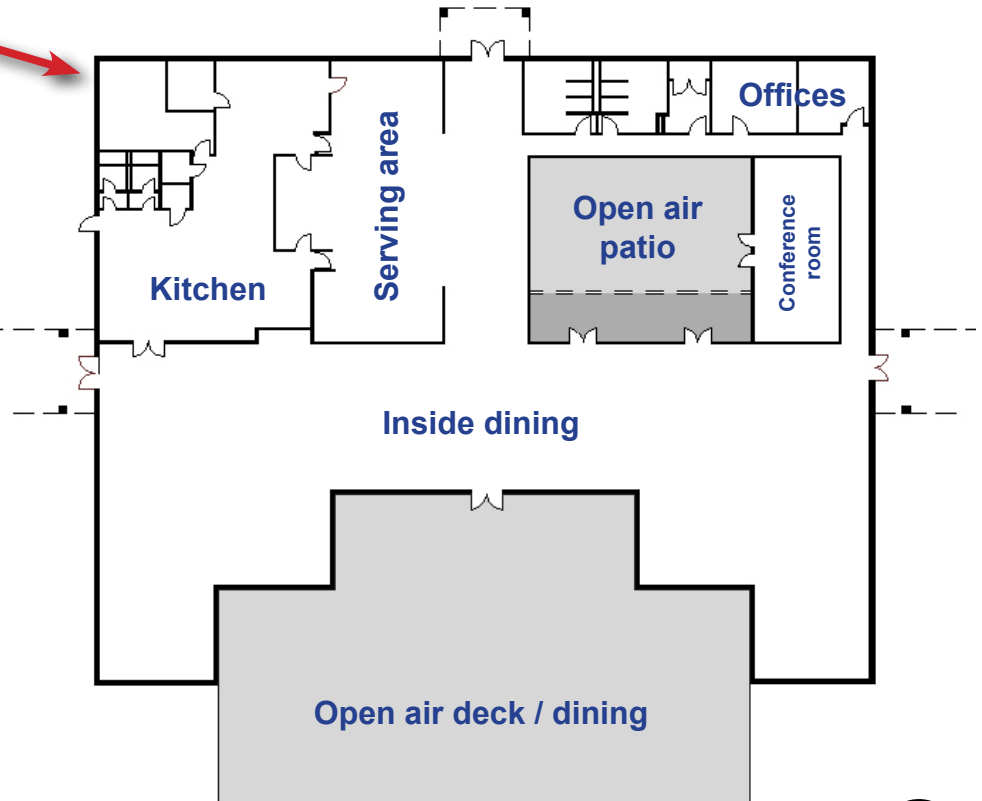 Offices
Serving area
Open air
patio
Conference
room
Kitchen
Inside dining
Open air deck / dining